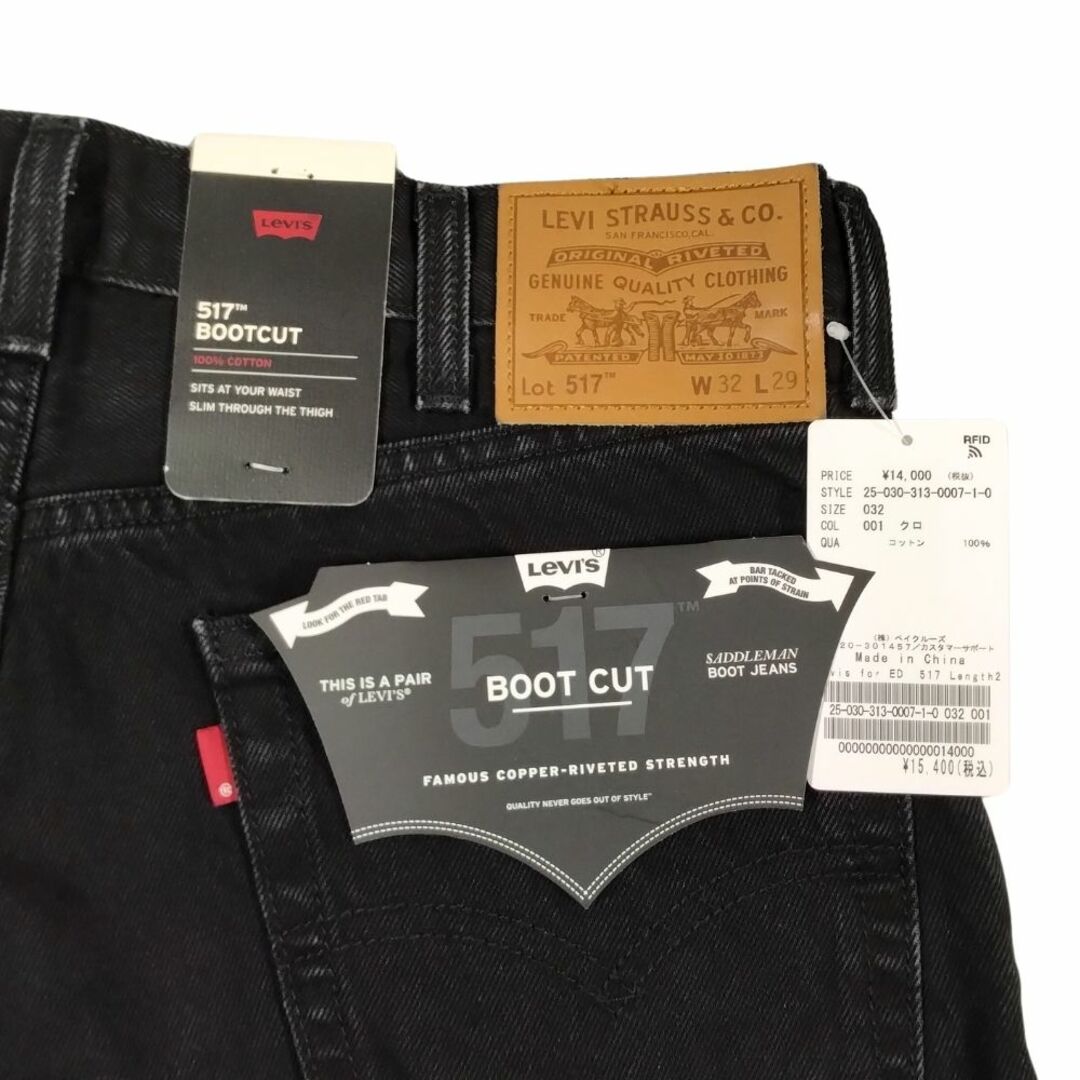 Levi's
517™
BOOTCUT
100% COTTON
SITS AT YOUR WAIST
SLIM THROUGH THE THIGH
LEVI STRAUSS & CO.
SAN FRANCISCO,CAL.
ORIGINAL RIVETED
GENUINE QUALITY CLOTHING
TRADE MARK
PATENTED MAY 20 1873
Lot 517™ W 32 L 29
RFID
PRICE ¥14,000 (税抜)
STYLE 25-030-313-0007-1-0
SIZE 032
COL 001 クロ
QUA コットン 100%
(株) ベイクルーズ
20-301457/カスタマーサポート
Made in China
vis for ED 517 Length2
25-030-313-0007-1-0 032 001
00000000000000014000
¥15,400(税込)
Levi's®
LOOK FOR THE RED TAB
BAR TACKED
AT POINTS OF STRAIN
517™
THIS IS A PAIR
of LEVI'S®
BOOT CUT
SADDLEMAN
BOOT JEANS
FAMOUS COPPER-RIVETED STRENGTH
QUALITY NEVER GOES OUT OF STYLE™
®